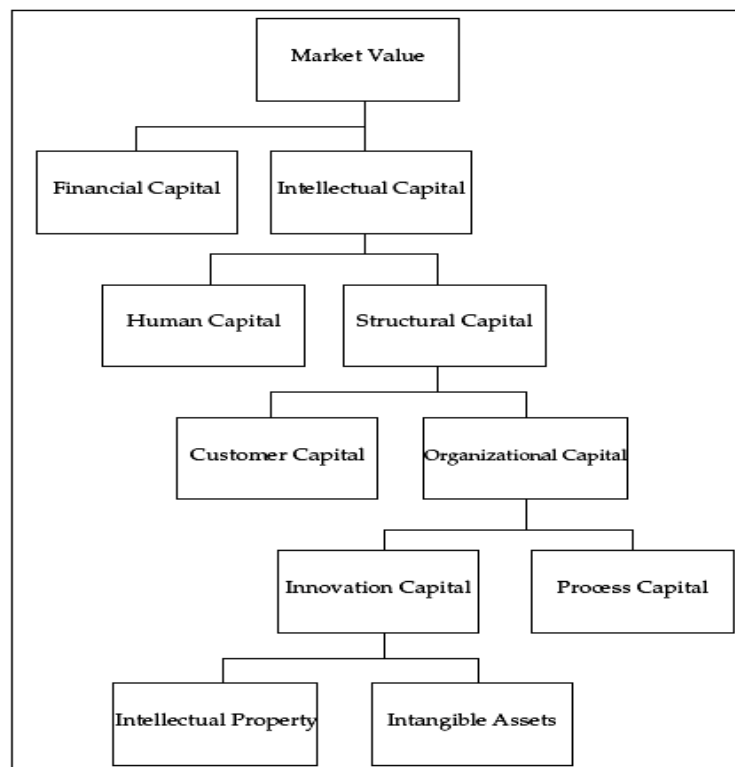 Market Value
Financial Capital
Intellectual Capital
Human Capital
Structural Capital
Customer Capital
Organizational Capital
Innovation Capital
Process Capital
Intellectual Property
Intangible Assets